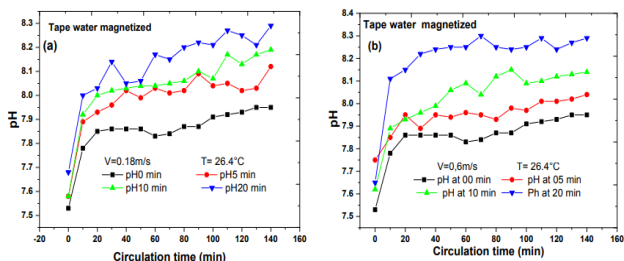 Tape water magnetized
(a)
8.3
8.2
8.1
8.0
7.9
7.8
7.7
7.6
7.5
pH
V=0.18m/s T= 26.4°C
pH0 min pH5 min
pH10 min pH20 min
-20 0 20 40 60 80 100 120 140 160
Circulation time (min)
Tape water magnetized
(b)
8.4
8.3
8.2
8.1
8.0
7.9
7.8
7.7
7.6
7.5
pH
V=0,6m/s T= 26.4°C
pH at 00 min pH at 05 min
pH at 10 min Ph at 20 min
0 20 40 60 80 100 120 140 160
Circulation time (min)